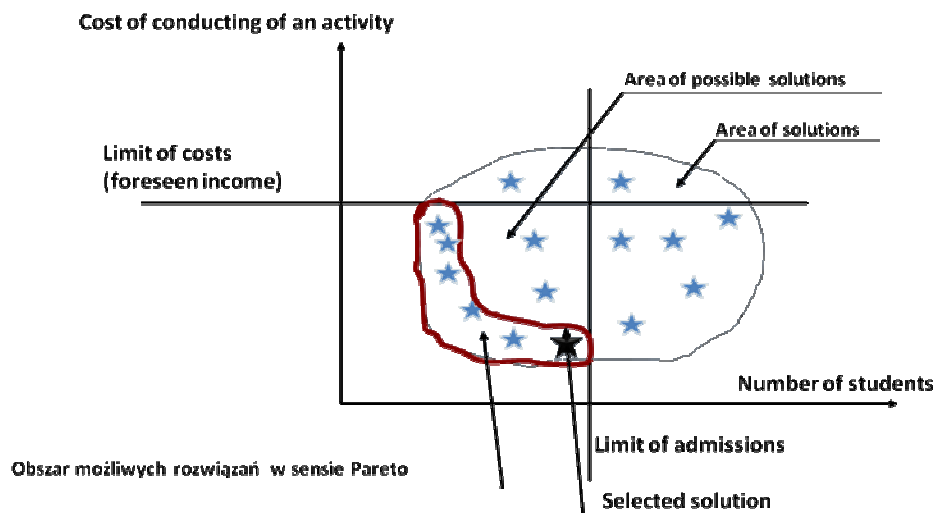 Cost of conducting of an activity
Area of possible solutions
Area of solutions
Limit of costs
(foreseen income)
Number of students
Limit of admissions
Obszar możliwych rozwiązań w sensie Pareto
Selected solution